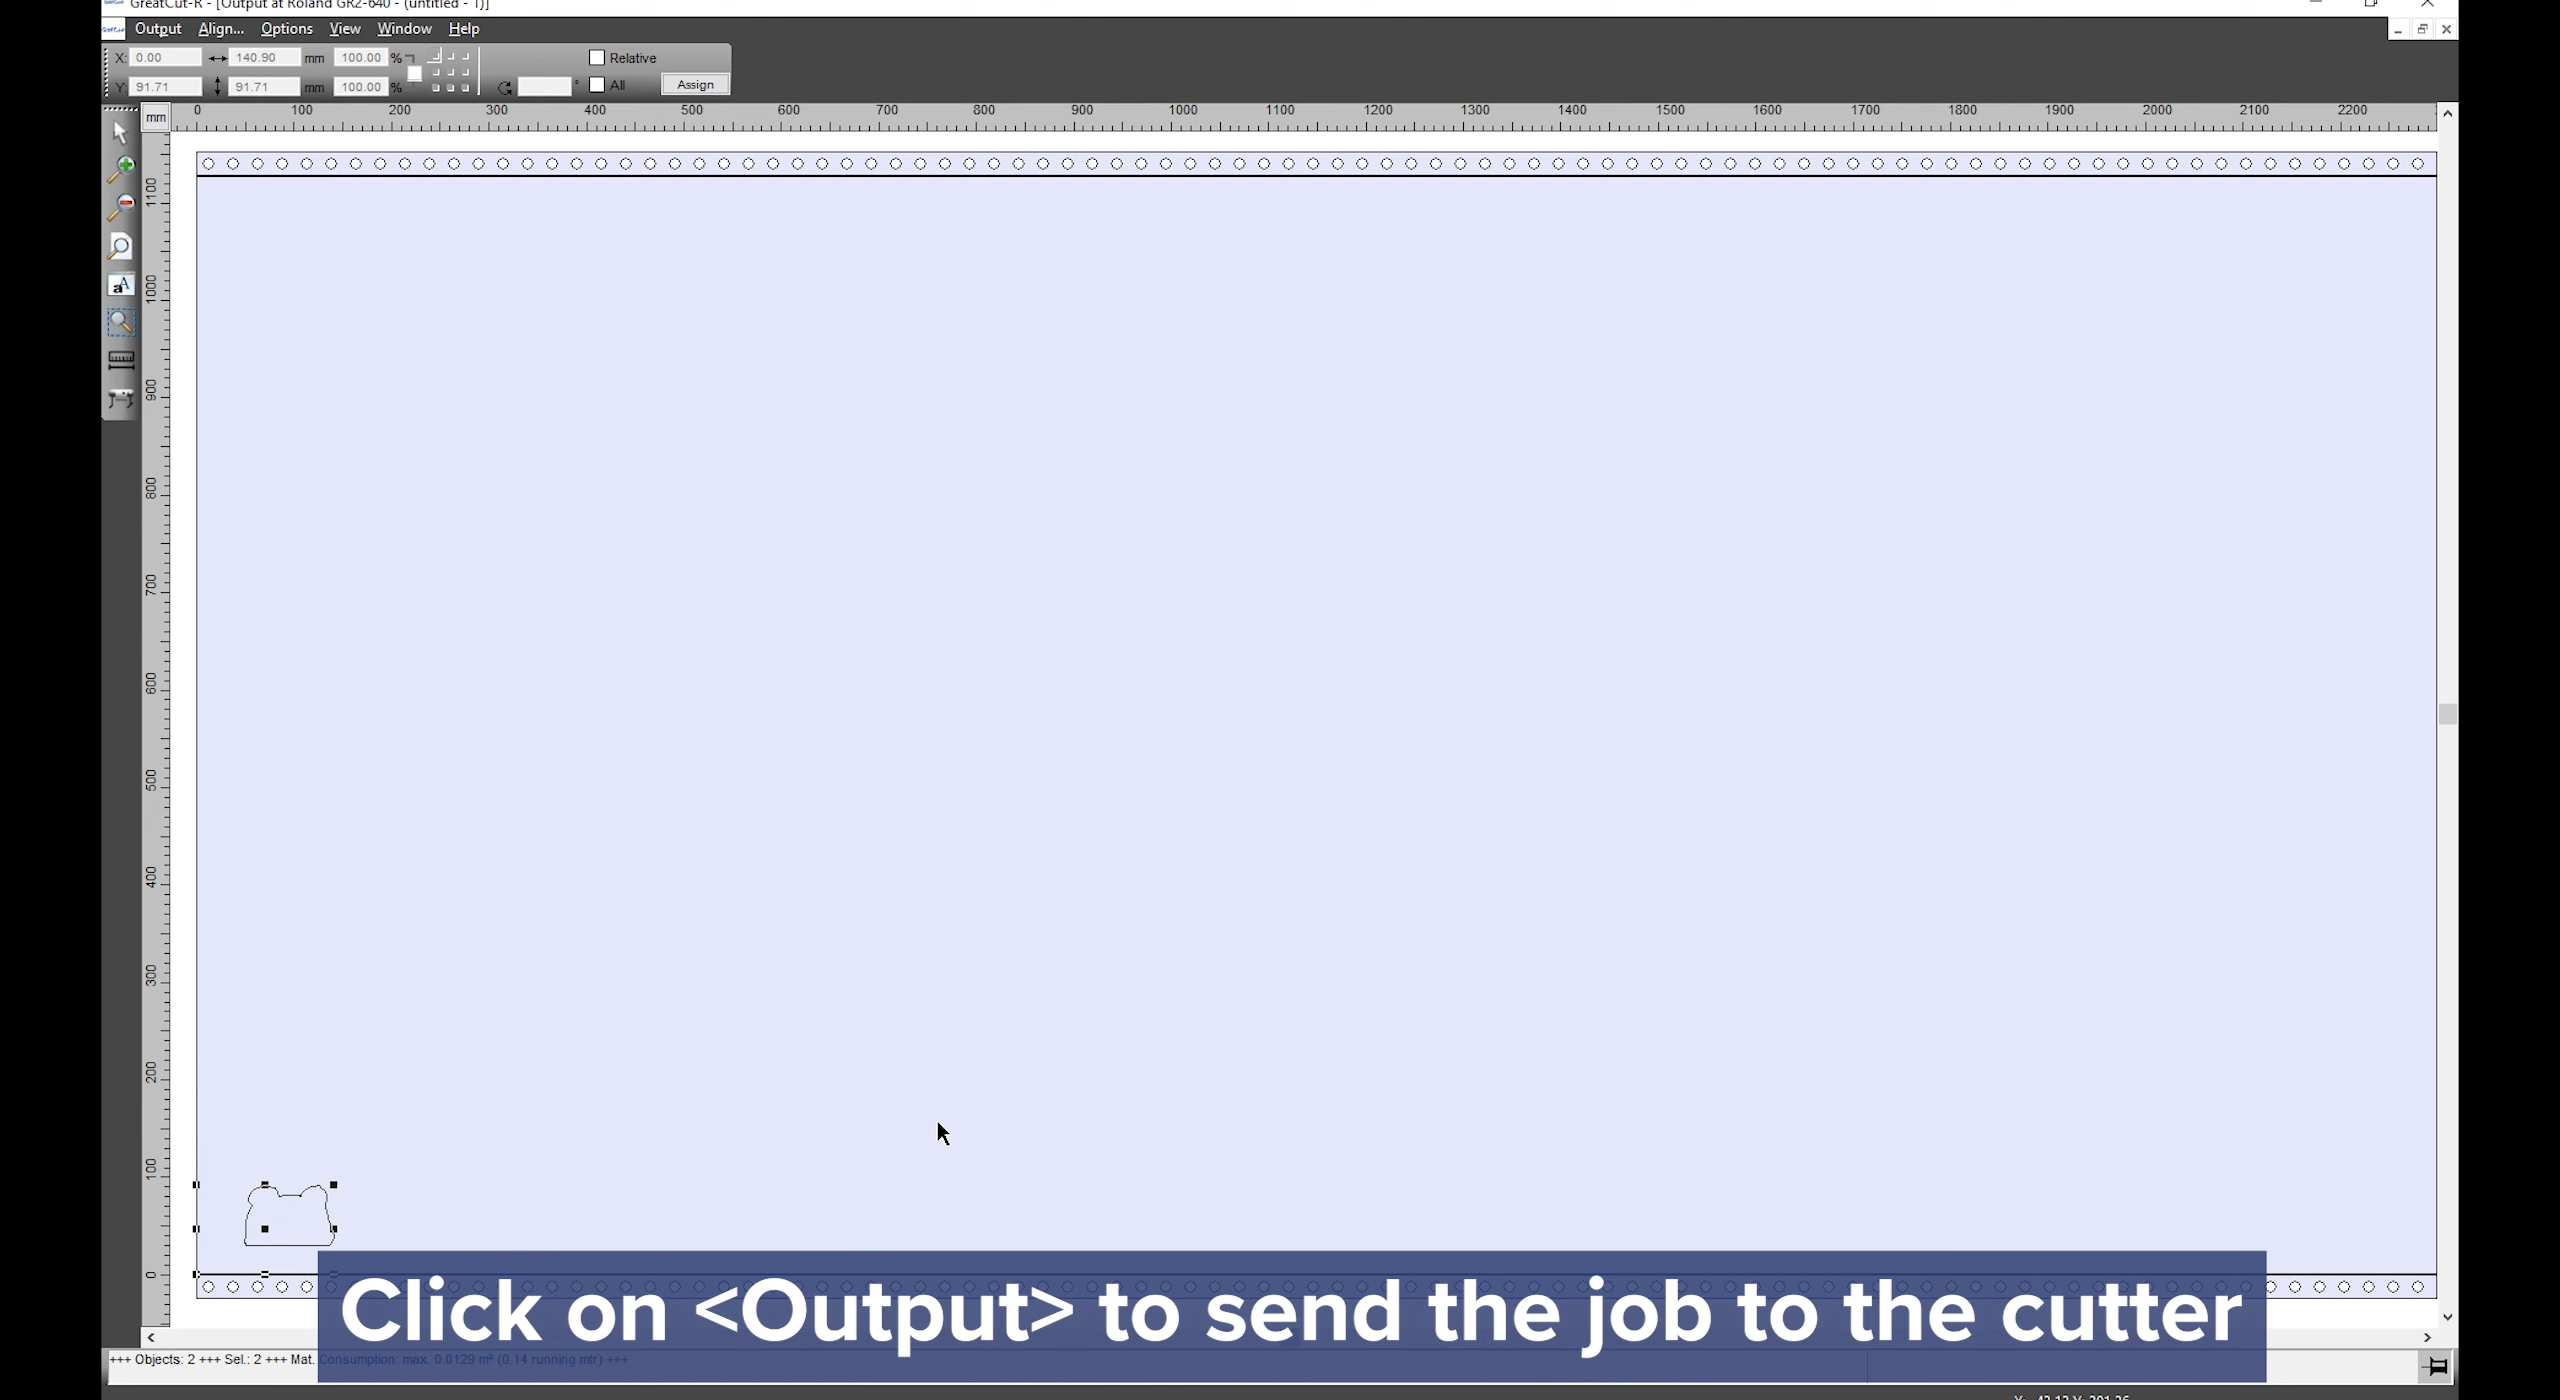 GreatCut-R - [Output at Roland GR2-640 - (untitled - 1)]
Output Align... Options View Window Help
X: 0.00 140.90 mm 100.00 % Relative
Y: 91.71 91.71 mm 100.00 % ° All Assign
mm 0 100 200 300 400 500 600 700 800 900 1000 1100 1200 1300 1400 1500 1600 1700 1800 1900 2000 2100 2200
1100
aA
1000
900
800
700
600
500
400
300
200
100
0
Click on <Output> to send the job to the cutter
+++ Objects: 2 +++ Sel.: 2 +++ Mat. Consumption: max. 0.0129 m² (0.14 running mtr) +++